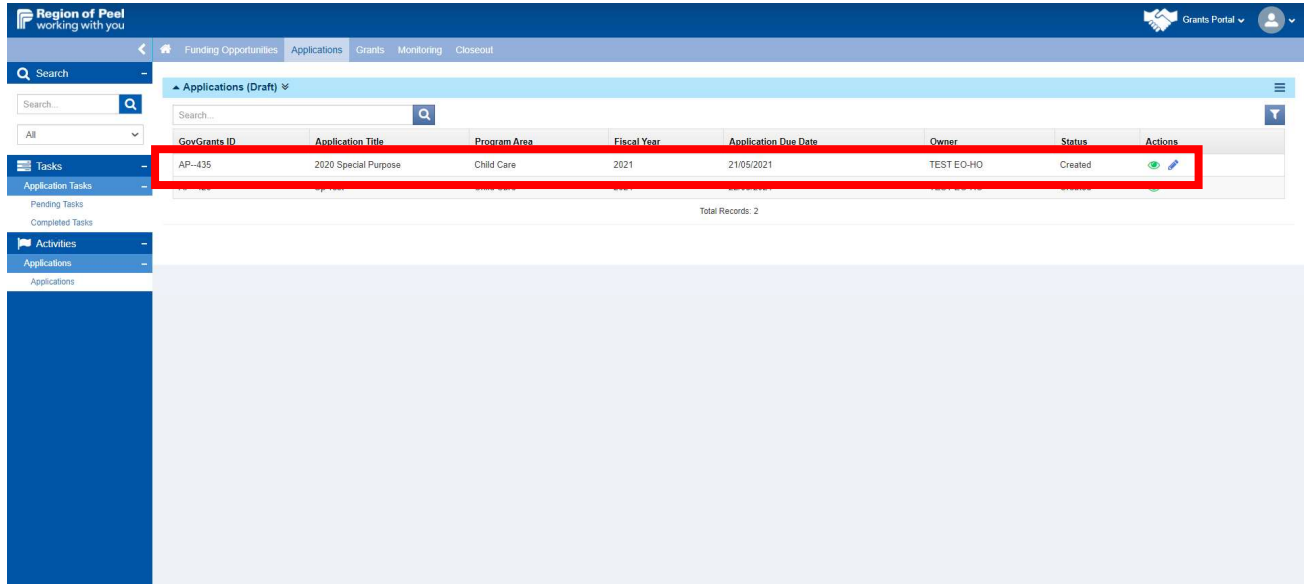 Region of Peel
working with you
Grants Portal
Funding Opportunities Applications Grants Monitoring Closeout
Search
Search...
All
Tasks
Application Tasks
Pending Tasks
Completed Tasks
Activities
Applications
Applications
Applications (Draft)
Search...
GovGrants ID Application Title Program Area Fiscal Year Application Due Date Owner Status Actions
AP--435 2020 Special Purpose Child Care 2021 21/05/2021 TEST EO-HO Created
Total Records: 2